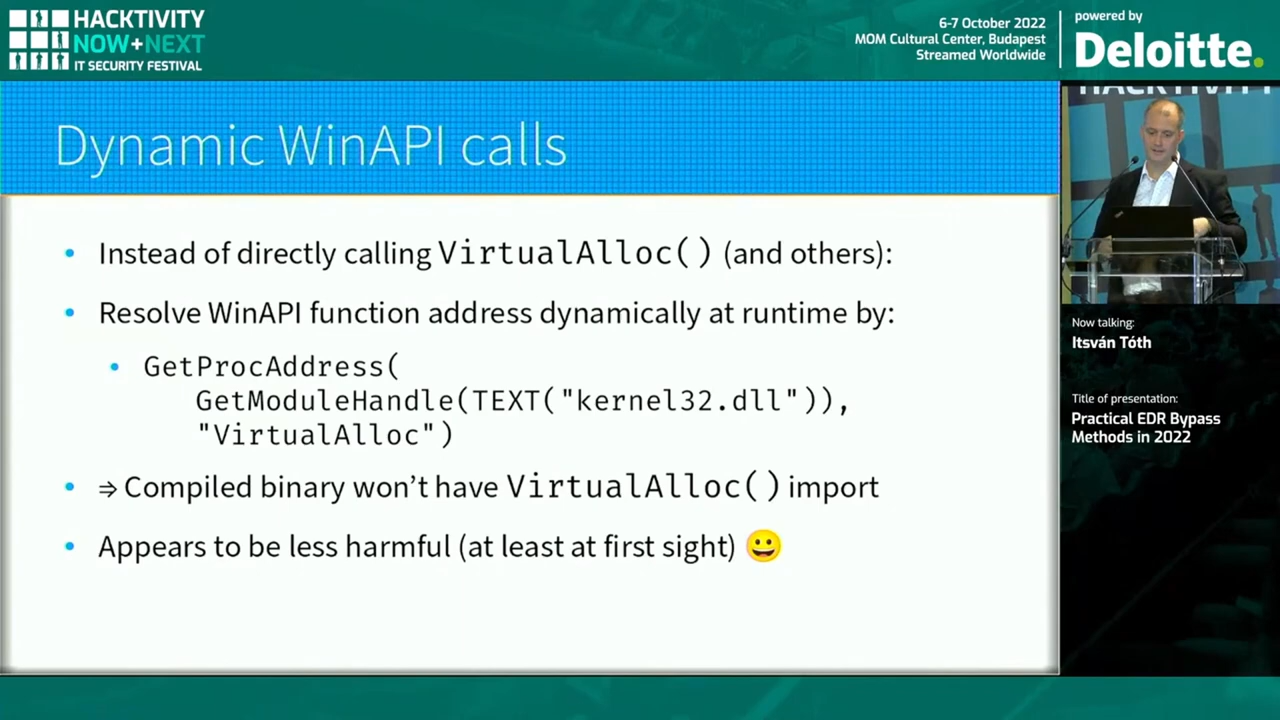 HACKTIVITY
NOW+NEXT
IT SECURITY FESTIVAL
6-7 October 2022
MOM Cultural Center, Budapest
Streamed Worldwide
powered by
Deloitte.
Dynamic WinAPI calls
• Instead of directly calling VirtualAlloc() (and others):
• Resolve WinAPI function address dynamically at runtime by:
• GetProcAddress(
GetModuleHandle(TEXT("kernel32.dll")),
"VirtualAlloc")
• ⇒ Compiled binary won’t have VirtualAlloc() import
• Appears to be less harmful (at least at first sight) 😀
HACKTIVITY
Now talking:
Itsván Tóth
Title of presentation:
Practical EDR Bypass
Methods in 2022